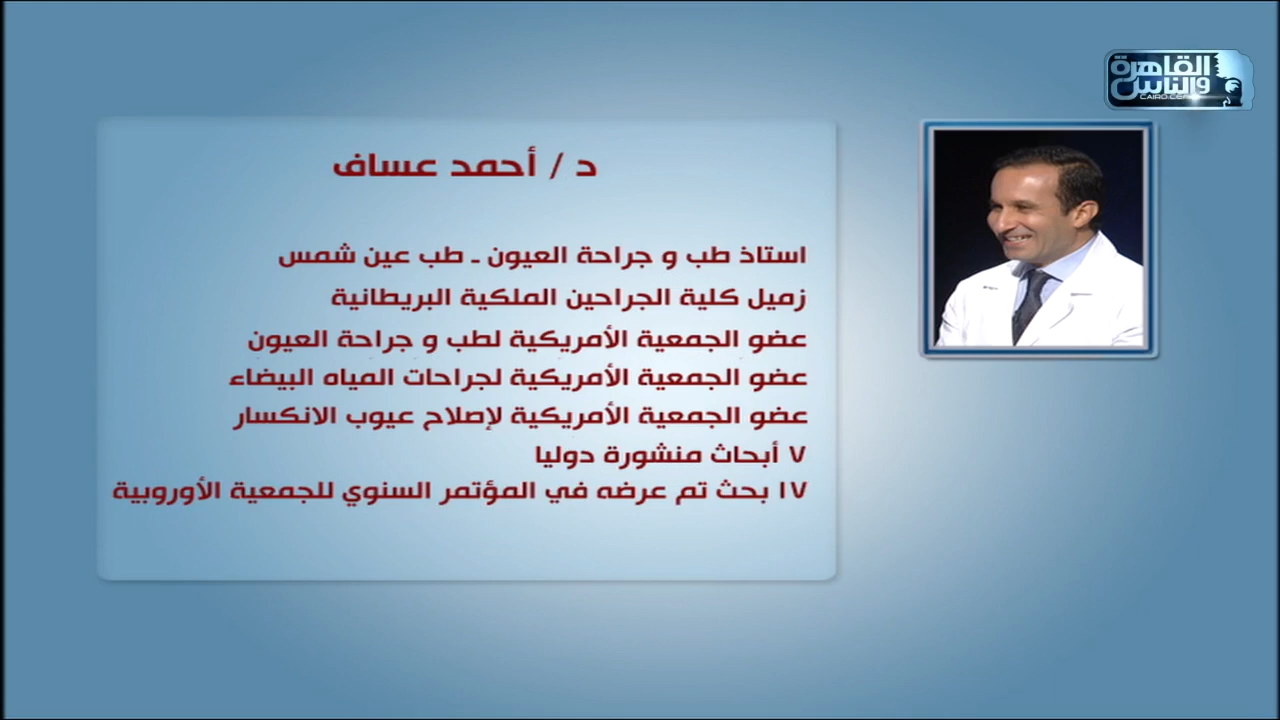 القاهرة
والناس
د / أحمد عساف
استاذ طب و جراحة العيون - طب عين شمس
زميل كلية الجراحين الملكية البريطانية
عضو الجمعية الأمريكية لطب و جراحة العيون
عضو الجمعية الأمريكية لجراحات المياه البيضاء
عضو الجمعية الأمريكية لإصلاح عيوب الانكسار
٧ أبحاث منشورة دوليا
١٧ بحث تم عرضه في المؤتمر السنوي للجمعية الأوروبية